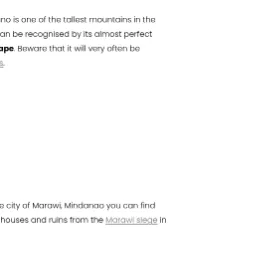 no is one of the tallest mountains in the
an be recognised by its almost perfect
ape. Beware that it will very often be
s.
e city of Marawi, Mindanao you can find
houses and ruins from the Marawi siege in